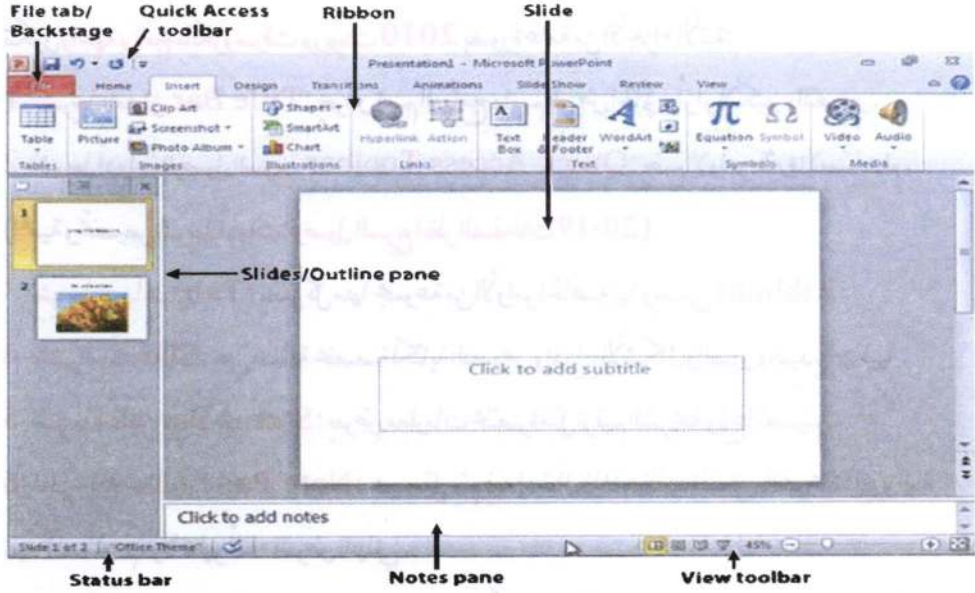 File tab/ Backstage
Quick Access toolbar
Ribbon
Slide
Presentation1 - Microsoft PowerPoint
File Home Insert Design Transitions Animations Slide Show Review View
Table Picture Clip Art Screenshot Photo Album Shapes SmartArt Chart Hyperlink Action Text Box Header & Footer WordArt Equation Symbol Video Audio
Tables Images Illustrations Links Text Symbols Media
1
Slides/Outline pane
2
Click to add subtitle
Click to add notes
Slide 1 of 2 "Office Theme" 45%
Status bar
Notes pane
View toolbar